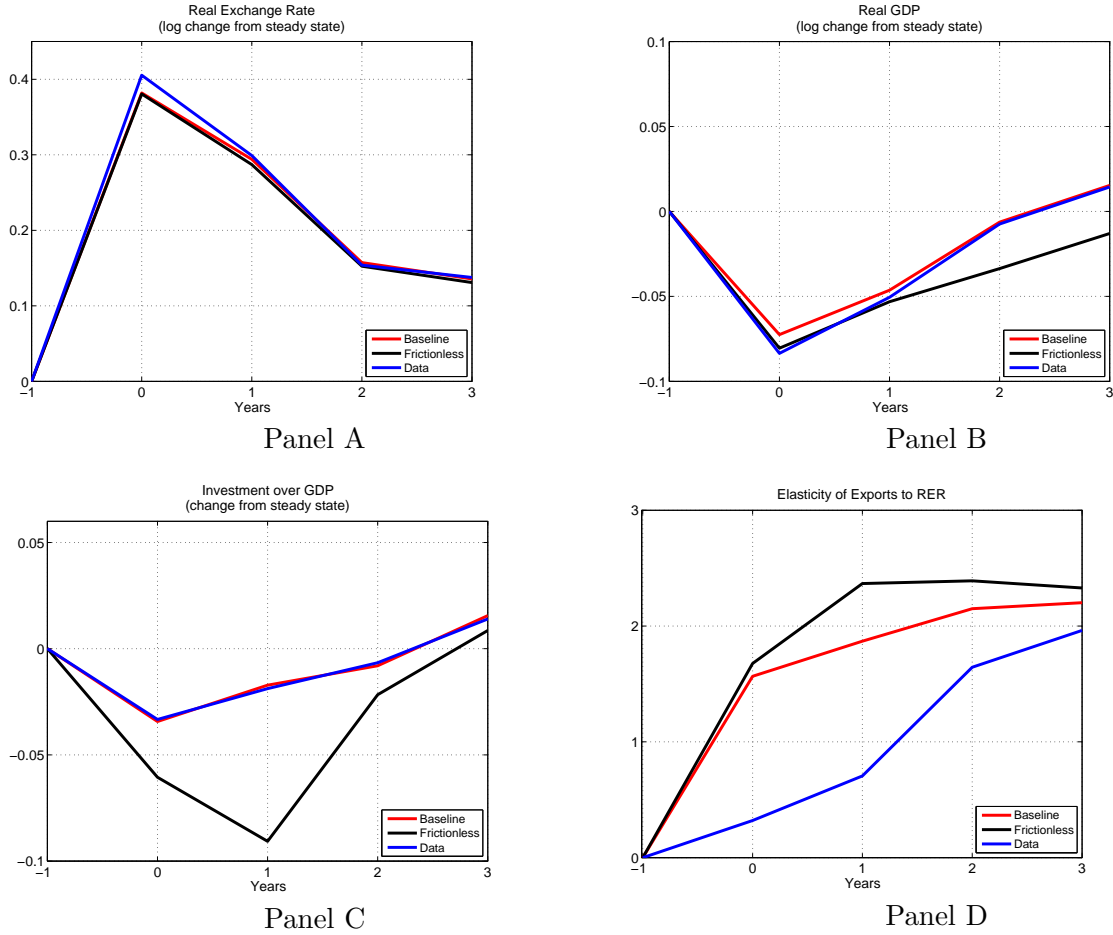 Real Exchange Rate
(log change from steady state)
0.4
0.3
0.2
0.1
0
−1
0
1
2
3
Years
Baseline
Frictionless
Data
Panel A
Real GDP
(log change from steady state)
0.1
0.05
0
−0.05
−0.1
−1
0
1
2
3
Years
Baseline
Frictionless
Data
Panel B
Investment over GDP
(change from steady state)
0.05
0
−0.05
−0.1
−1
0
1
2
3
Years
Baseline
Frictionless
Data
Panel C
Elasticity of Exports to RER
3
2
1
0
−1
0
1
2
3
Years
Baseline
Frictionless
Data
Panel D